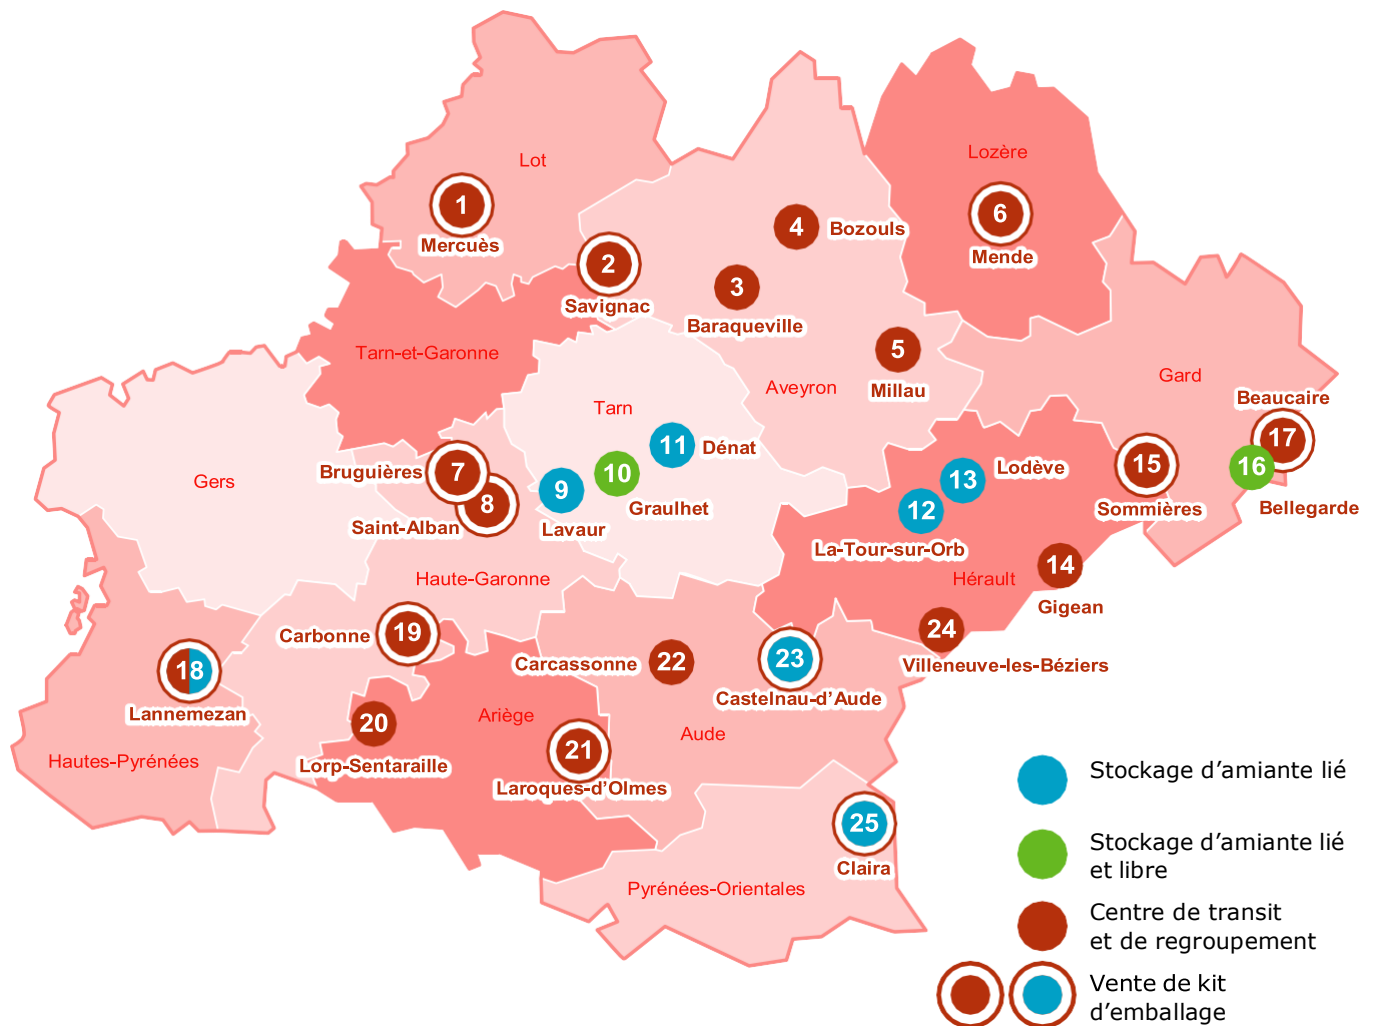 Lot
Lozère
1
Mercuès
6
Mende
4
Bozouls
2
Savignac
3
Baraqueville
Tarn-et-Garonne
5
Millau
Aveyron
Gard
Beaucaire
17
16
Bellegarde
Tarn
11
Dénat
Gers
Bruguières
7
8
Saint-Alban
9
Lavaur
10
Graulhet
13
Lodève
12
La-Tour-sur-Orb
15
Sommières
Haute-Garonne
Hérault
14
Gigean
Carbonne
19
24
Villeneuve-les-Béziers
18
Lannemezan
Carcassonne
22
23
Castelnau-d’Aude
Hautes-Pyrénées
20
Lorp-Sentaraille
Ariège
21
Laroques-d’Olmes
Aude
25
Claira
Pyrénées-Orientales
Stockage d’amiante lié
Stockage d’amiante lié
et libre
Centre de transit
et de regroupement
Vente de kit
d’emballage